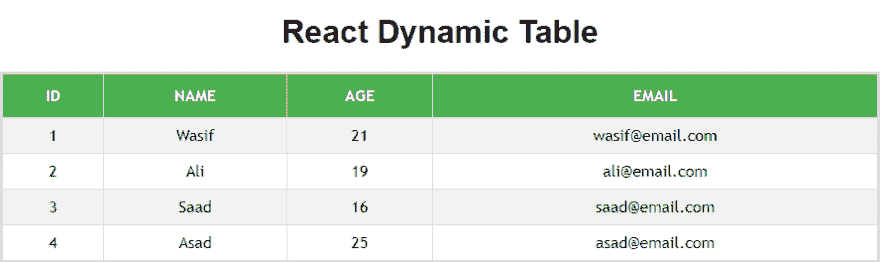 React Dynamic Table
ID NAME AGE EMAIL
1 Wasif 21 wasif@email.com
2 Ali 19 ali@email.com
3 Saad 16 saad@email.com
4 Asad 25 asad@email.com